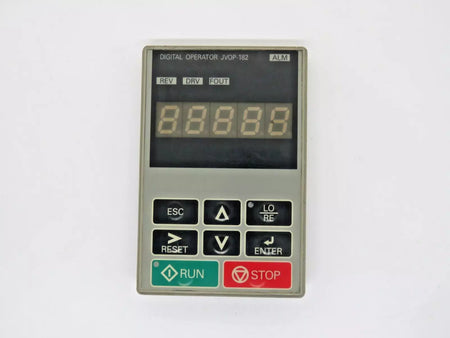 DIGITAL OPERATOR JVOP-182 ALM
REV DRV FOUT
ESC LO
RE
RESET ENTER
RUN STOP